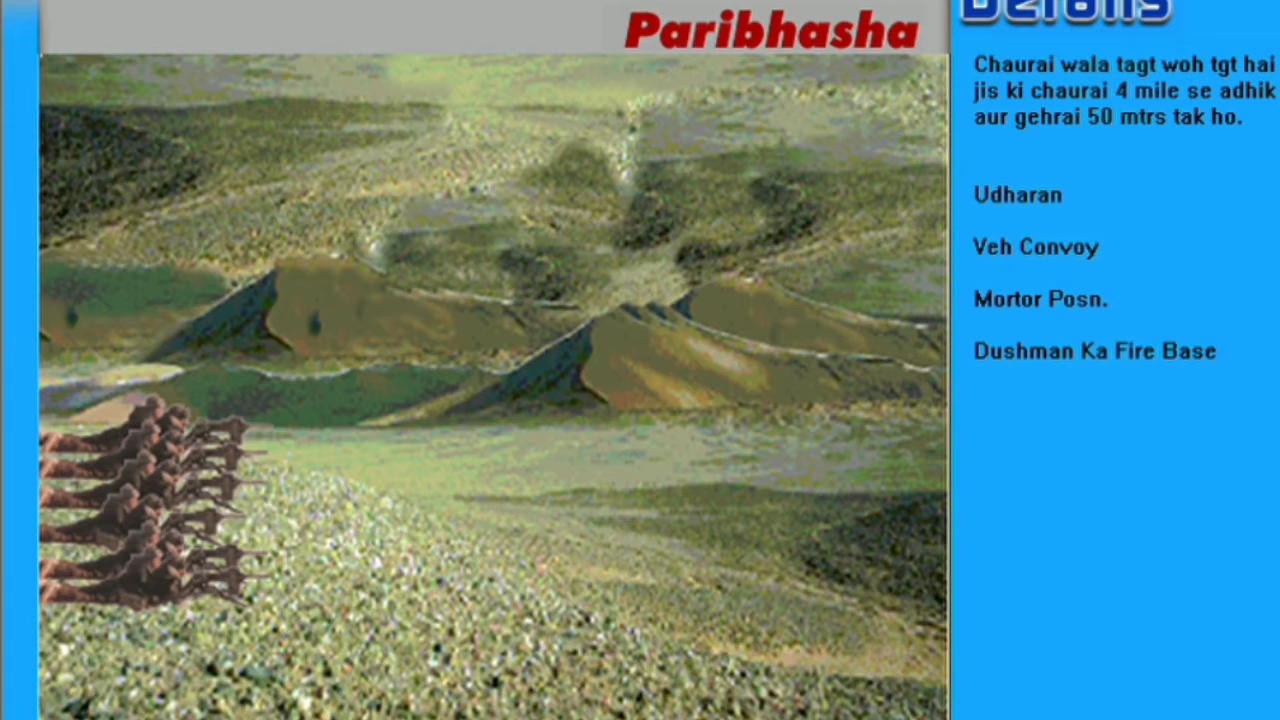 Paribhasha
Details
Chaurai wala tagt woh tgt hai
jis ki chaurai 4 mile se adhik
aur gehrai 50 mtrs tak ho.
Udharan
Veh Convoy
Mortor Posn.
Dushman Ka Fire Base